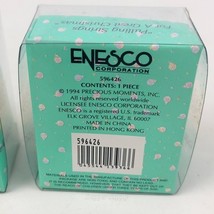 "Pulling Strings
For A Great Christmas"
ENESCO
CORPORATION
596426
CONTENTS: 1 PIECE
© 1994 PRECIOUS MOMENTS, INC.
All rights reserved worldwide
LICENSEE ENESCO CORPORATION
ENESCO is a registered U.S. trademark
ELK GROVE VILLAGE, IL 60007
MADE IN CHINA
PRINTED IN HONG KONG
596426